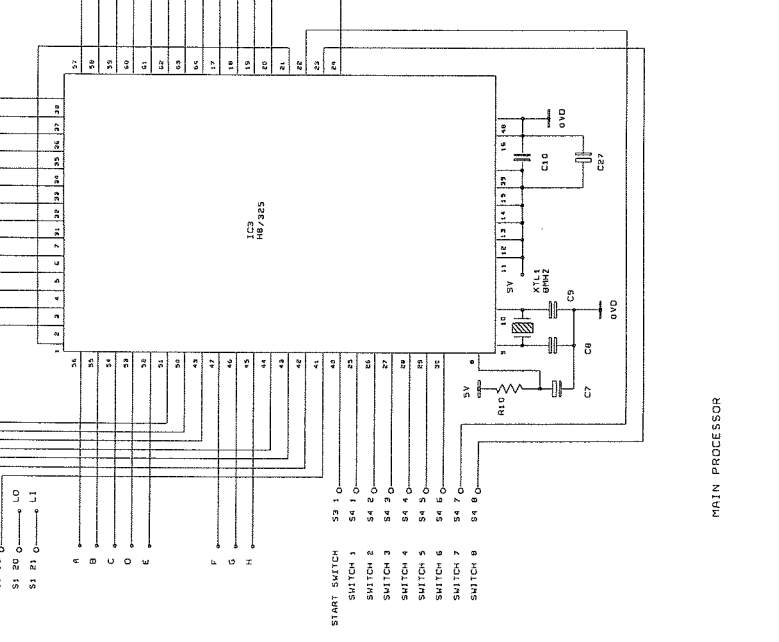 57 58 59 60 61 62 63 64 17 18 19 20 21 22 23 24
38
37
36
35
34
33
32
31
7
6
5
4
3
2
1
IC3
H8/325
48
16
39
15
14
13
12
11
10
9
0VD
C10
C27
5V
XTL1
8MHZ
C9
0VD
C8
5V
R10
C7
56 55 54 53 52 51 50 49 47 46 45 44 43 42 41 40 25 26 27 28 29 30 8
S1 20 L0
S1 21 L1
A
B
C
D
E
F
G
H
START SWITCH S3 1
SWITCH 1 S4 1
SWITCH 2 S4 2
SWITCH 3 S4 3
SWITCH 4 S4 4
SWITCH 5 S4 5
SWITCH 6 S4 6
SWITCH 7 S4 7
SWITCH 8 S4 8
MAIN PROCESSOR